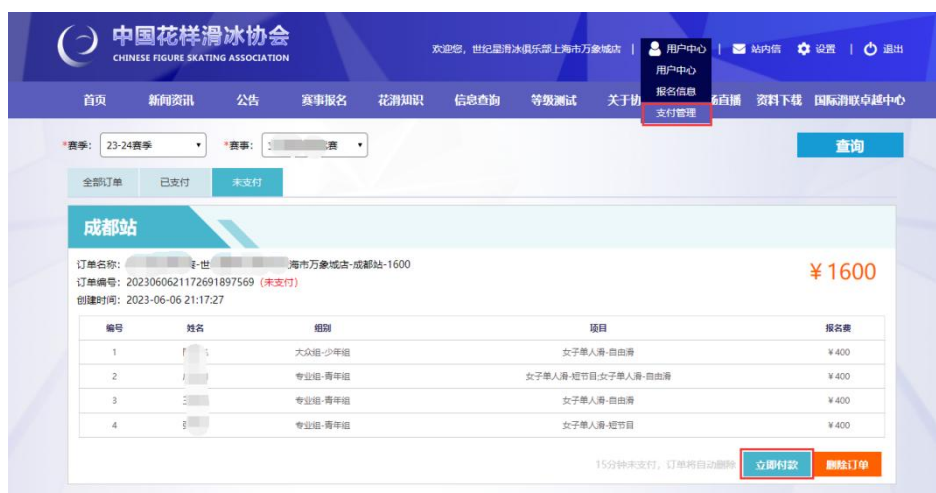 中国花样滑冰协会
CHINESE FIGURE SKATING ASSOCIATION
欢迎您，世纪星滑冰俱乐部上海市万象城店 | 用户中心 | 站内信 设置 | 退出
用户中心
报名信息
支付管理
首页 新闻资讯 公告 赛事报名 花滑知识 信息查询 等级测试 关于协 场直播 资料下载 国际滑联卓越中心
*赛季： 23-24赛季 *赛事： 赛 查询
全部订单 已支付 未支付
成都站
订单名称： -世 海市万象城店-成都站-1600
订单编号：2023060621172691897569（未支付）
创建时间：2023-06-06 21:17:27
¥1600
编号 姓名 组别 项目 报名费
1 大众组-少年组 女子单人滑-自由滑 ¥400
2 专业组-青年组 女子单人滑-短节目;女子单人滑-自由滑 ¥400
3 专业组-青年组 女子单人滑-自由滑 ¥400
4 专业组-青年组 女子单人滑-短节目 ¥400
15分钟未支付，订单将自动删除 立即付款 删除订单